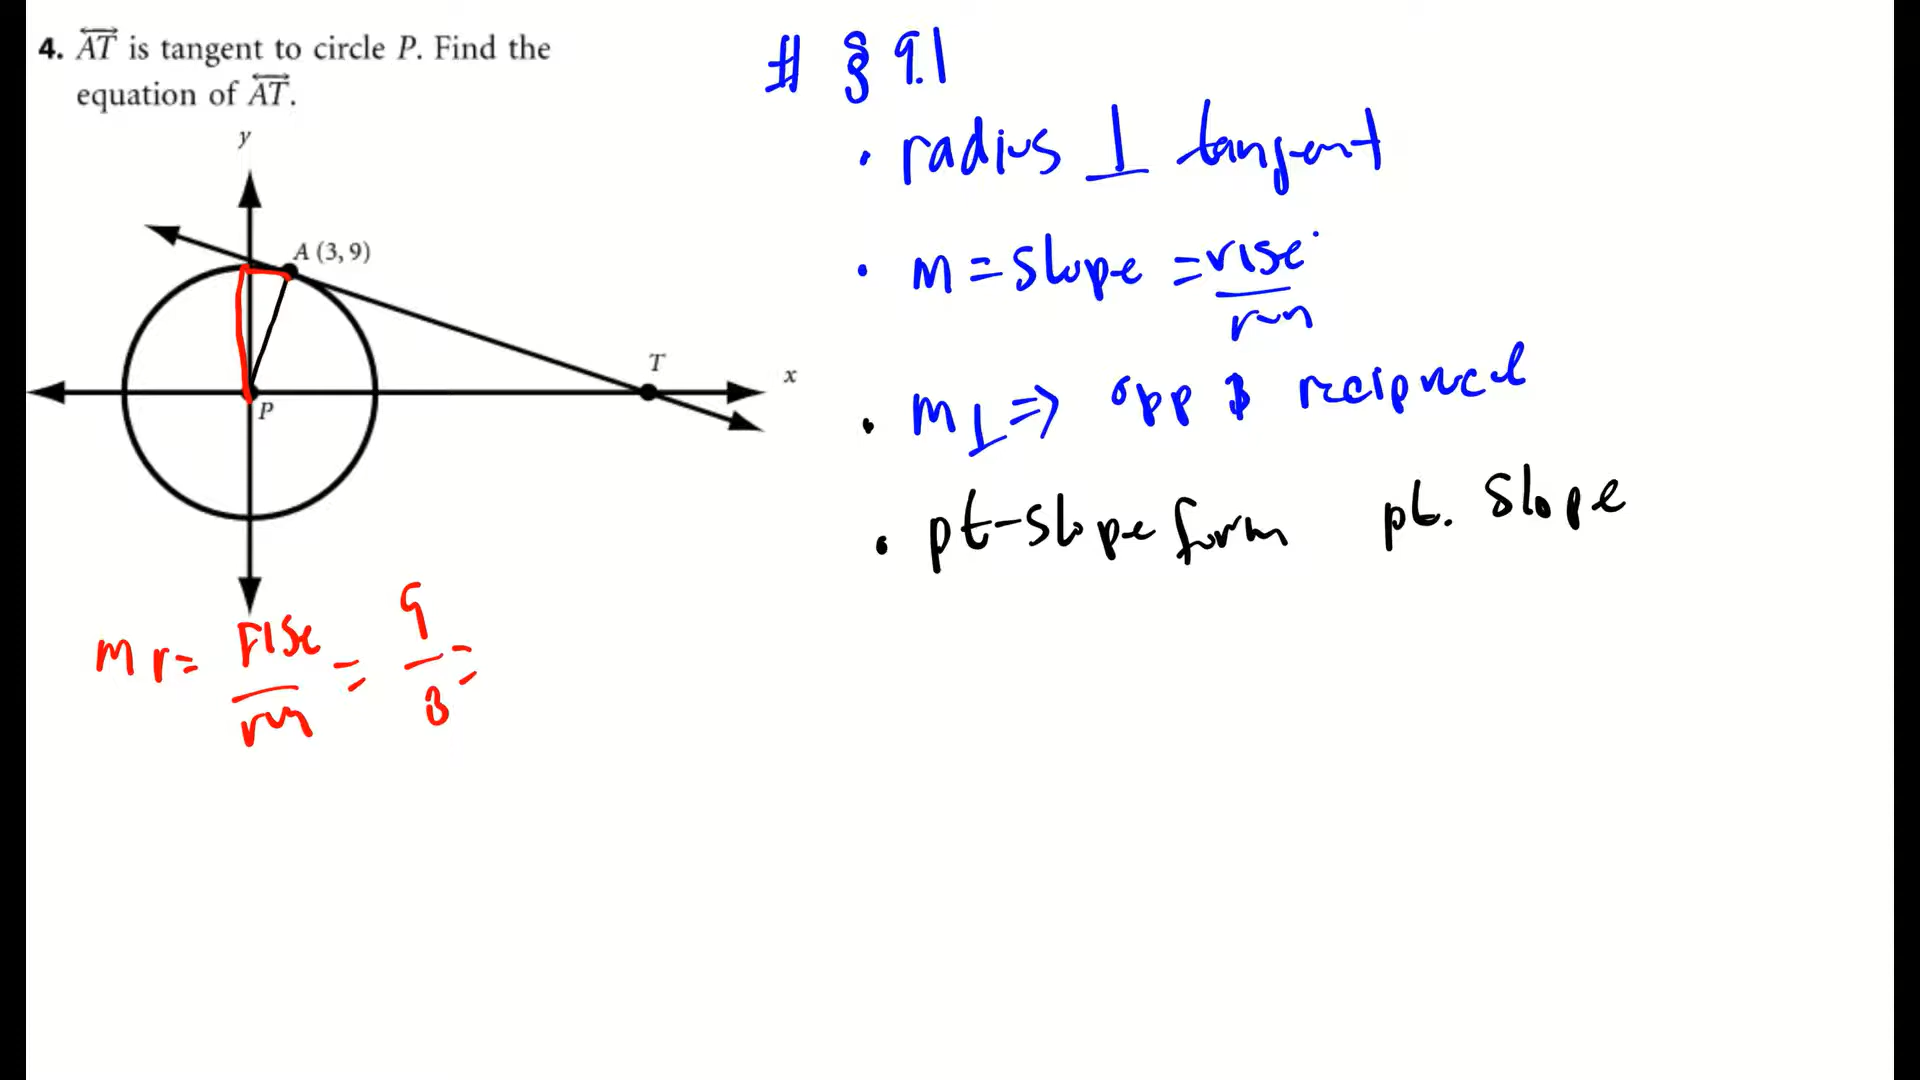 4. AT is tangent to circle P. Find the
equation of AT.
y
A (3, 9)
T
x
P
# § 9.1
• radius ⊥ tangent
• m = slope = rise
run
• m⊥ ⇒ opp & reciprocal
• pt-slope form pt. slope
mr = rise/run = 9/3 =